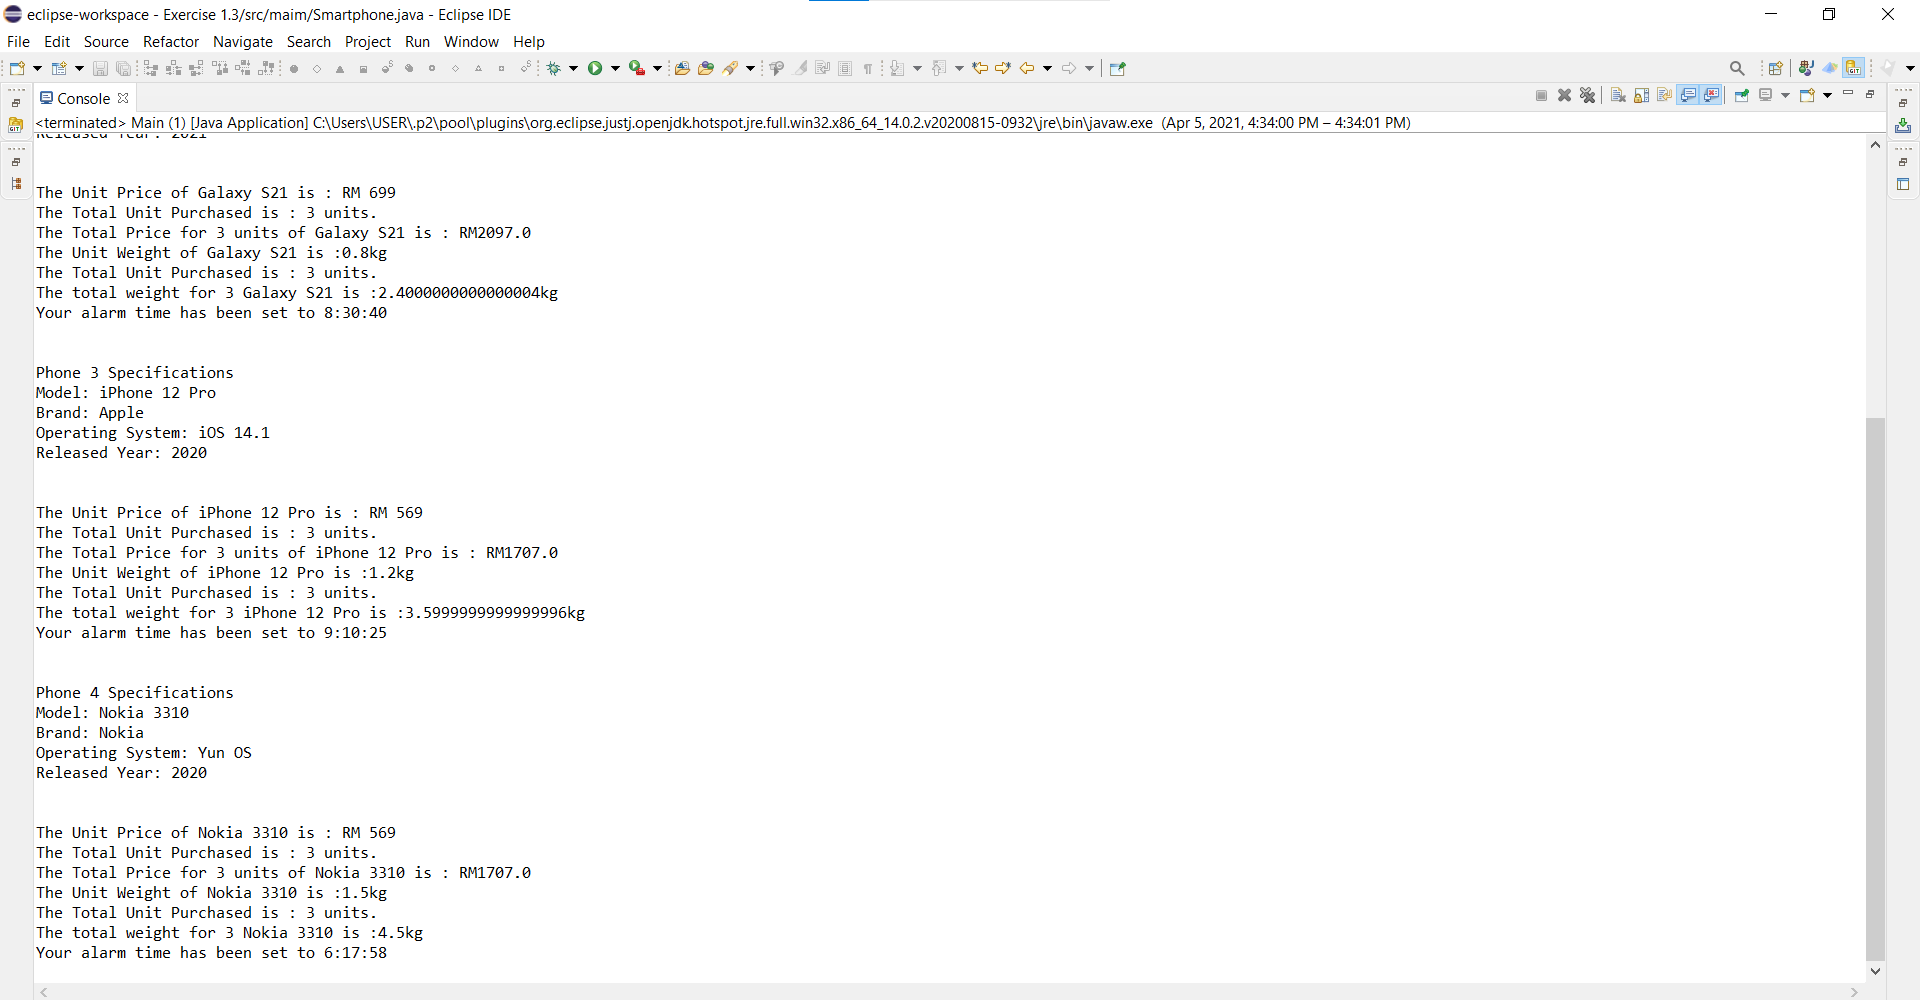 eclipse-workspace - Exercise 1.3/src/maim/Smartphone.java - Eclipse IDE
File Edit Source Refactor Navigate Search Project Run Window Help
Console
<terminated> Main (1) [Java Application] C:\Users\USER\.p2\pool\plugins\org.eclipse.justj.openjdk.hotspot.jre.full.win32.x86_64_14.0.2.v20200815-0932\jre\bin\javaw.exe (Apr 5, 2021, 4:34:00 PM – 4:34:01 PM)
Released Year: 2021
The Unit Price of Galaxy S21 is : RM 699
The Total Unit Purchased is : 3 units.
The Total Price for 3 units of Galaxy S21 is : RM2097.0
The Unit Weight of Galaxy S21 is :0.8kg
The Total Unit Purchased is : 3 units.
The total weight for 3 Galaxy S21 is :2.4000000000000004kg
Your alarm time has been set to 8:30:40
Phone 3 Specifications
Model: iPhone 12 Pro
Brand: Apple
Operating System: iOS 14.1
Released Year: 2020
The Unit Price of iPhone 12 Pro is : RM 569
The Total Unit Purchased is : 3 units.
The Total Price for 3 units of iPhone 12 Pro is : RM1707.0
The Unit Weight of iPhone 12 Pro is :1.2kg
The Total Unit Purchased is : 3 units.
The total weight for 3 iPhone 12 Pro is :3.5999999999999996kg
Your alarm time has been set to 9:10:25
Phone 4 Specifications
Model: Nokia 3310
Brand: Nokia
Operating System: Yun OS
Released Year: 2020
The Unit Price of Nokia 3310 is : RM 569
The Total Unit Purchased is : 3 units.
The Total Price for 3 units of Nokia 3310 is : RM1707.0
The Unit Weight of Nokia 3310 is :1.5kg
The Total Unit Purchased is : 3 units.
The total weight for 3 Nokia 3310 is :4.5kg
Your alarm time has been set to 6:17:58